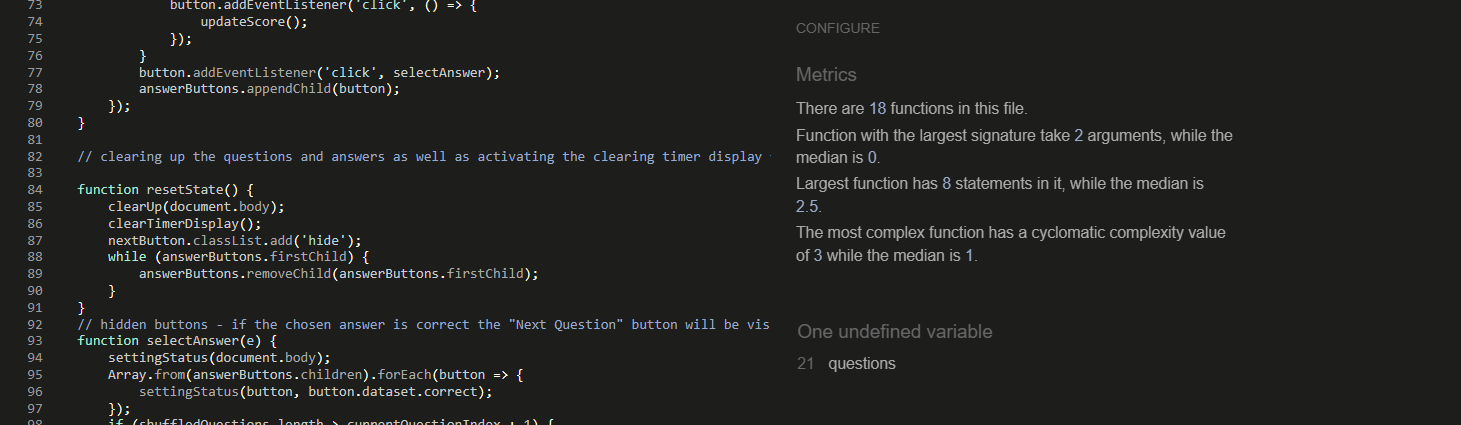 73 button.addEventListener('click', () => {
74 updateScore();
75 });
76 }
77 button.addEventListener('click', selectAnswer);
78 answerButtons.appendChild(button);
79 });
80 }
81
82 // clearing up the questions and answers as well as activating the clearing timer display
83
84 function resetState() {
85 clearUp(document.body);
86 clearTimerDisplay();
87 nextButton.classList.add('hide');
88 while (answerButtons.firstChild) {
89 answerButtons.removeChild(answerButtons.firstChild);
90 }
91 }
92 // hidden buttons - if the chosen answer is correct the "Next Question" button will be vis
93 function selectAnswer(e) {
94 settingStatus(document.body);
95 Array.from(answerButtons.children).forEach(button => {
96 settingStatus(button, button.dataset.correct);
97 });
98 if (shuffledQuestions.length > currentQuestionIndex + 1) {
CONFIGURE
Metrics
There are 18 functions in this file.
Function with the largest signature take 2 arguments, while the
median is 0.
Largest function has 8 statements in it, while the median is
2.5.
The most complex function has a cyclomatic complexity value
of 3 while the median is 1.
One undefined variable
21 questions